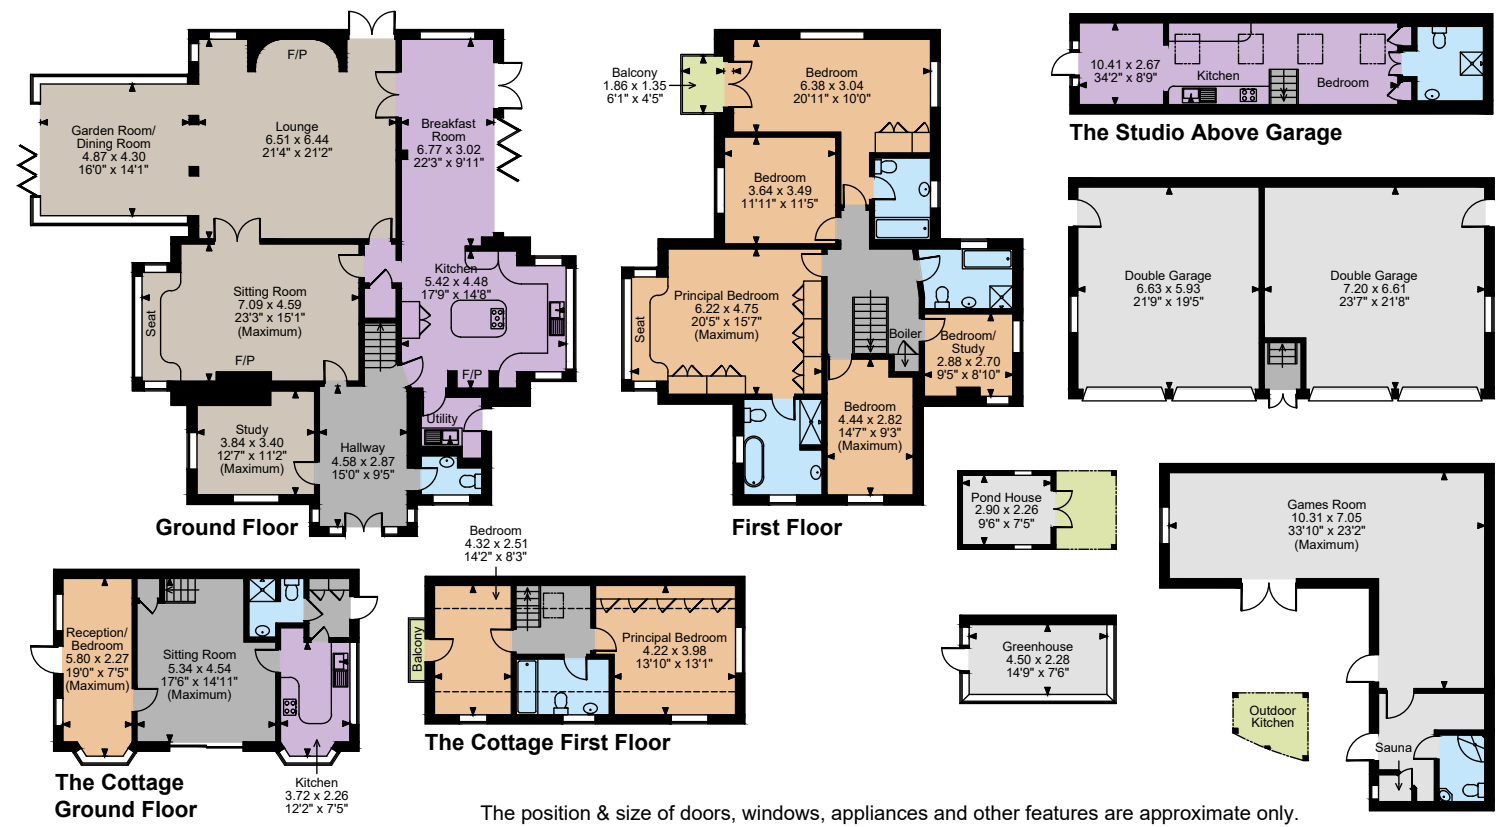 F/P
Lounge
6.51 x 6.44
21'4" x 21'2"
Garden Room/
Dining Room
4.87 x 4.30
16'0" x 14'1"
Breakfast
Room
6.77 x 3.02
22'3" x 9'11"
Sitting Room
7.09 x 4.59
23'3" x 15'1"
(Maximum)
Seat
F/P
Kitchen
5.42 x 4.48
17'9" x 14'8"
F/P
Utility
Study
3.84 x 3.40
12'7" x 11'2"
(Maximum)
Hallway
4.58 x 2.87
15'0" x 9'5"
Ground Floor
Balcony
1.86 x 1.35
6'1" x 4'5"
Bedroom
6.38 x 3.04
20'11" x 10'0"
Bedroom
3.64 x 3.49
11'11" x 11'5"
Principal Bedroom
6.22 x 4.75
20'5" x 15'7"
(Maximum)
Seat
Boiler
Bedroom/
Study
2.88 x 2.70
9'5" x 8'10"
Bedroom
4.44 x 2.82
14'7" x 9'3"
(Maximum)
First Floor
10.41 x 2.67
34'2" x 8'9"
Kitchen
Bedroom
The Studio Above Garage
Double Garage
6.63 x 5.93
21'9" x 19'5"
Double Garage
7.20 x 6.61
23'7" x 21'8"
Pond House
2.90 x 2.26
9'6" x 7'5"
Games Room
10.31 x 7.05
33'10" x 23'2"
(Maximum)
Greenhouse
4.50 x 2.28
14'9" x 7'6"
Outdoor
Kitchen
Sauna
Reception/
Bedroom
5.80 x 2.27
19'0" x 7'5"
(Maximum)
Sitting Room
5.34 x 4.54
17'6" x 14'11"
(Maximum)
Kitchen
3.72 x 2.26
12'2" x 7'5"
The Cottage
Ground Floor
Bedroom
4.32 x 2.51
14'2" x 8'3"
Balcony
Principal Bedroom
4.22 x 3.98
13'10" x 13'1"
The Cottage First Floor
The position & size of doors, windows, appliances and other features are approximate only.